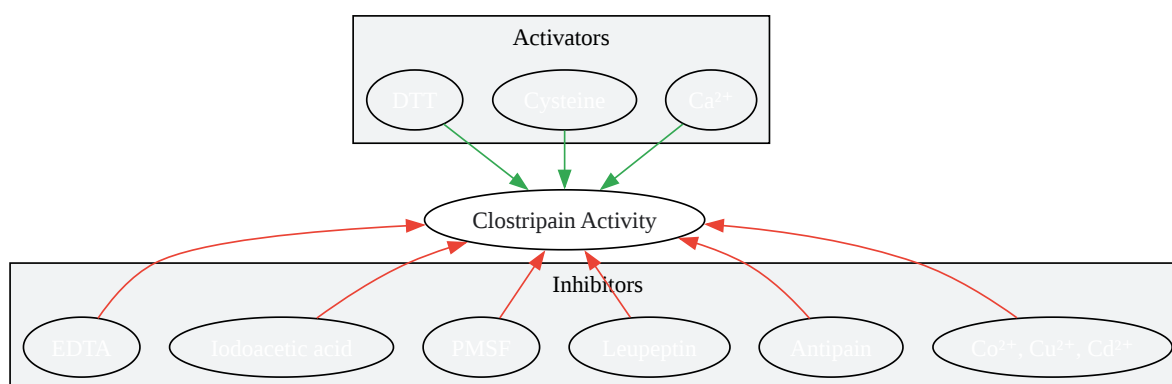 Activators
DTT
Cysteine
Ca²⁺
Clostripain Activity
Inhibitors
EDTA
Iodoacetic acid
PMSF
Leupeptin
Antipain
Co²⁺, Cu²⁺, Cd²⁺